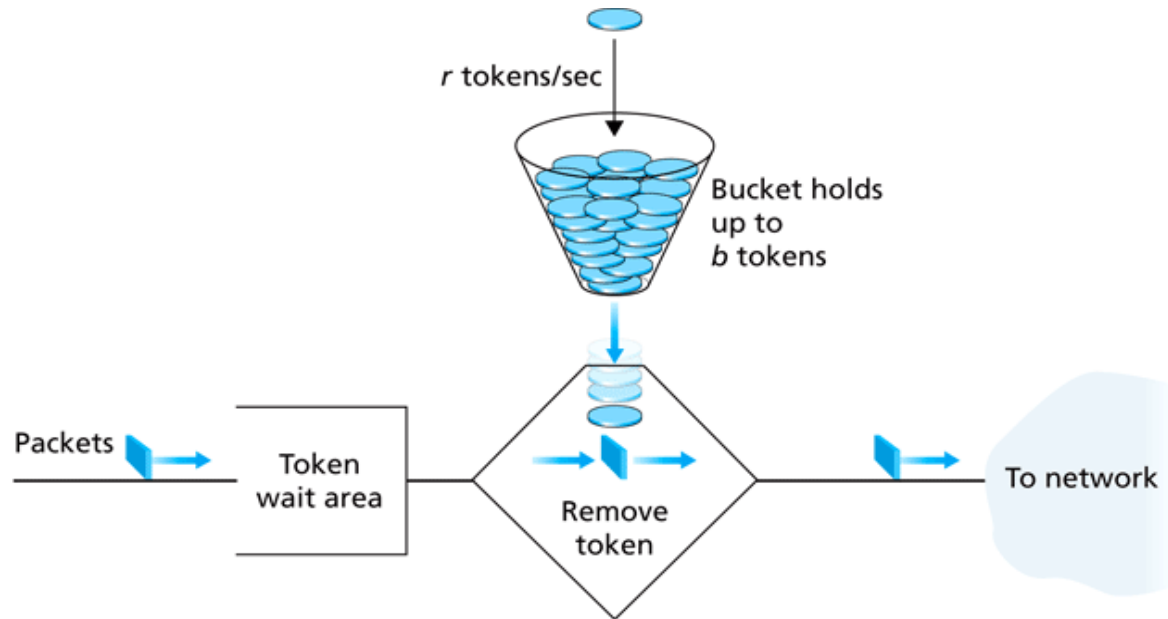 r tokens/sec
Bucket holds
up to
b tokens
Packets
Token
wait area
Remove
token
To network